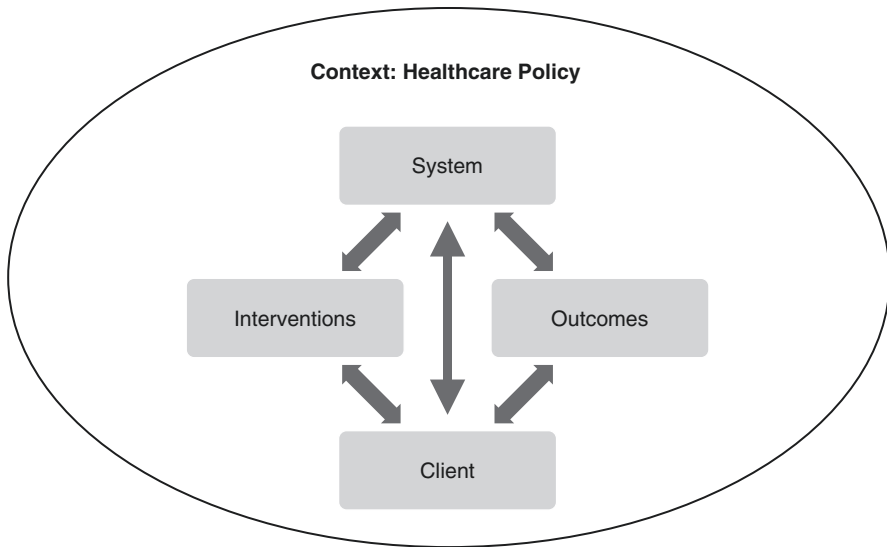 Context: Healthcare Policy
System
Interventions
Outcomes
Client